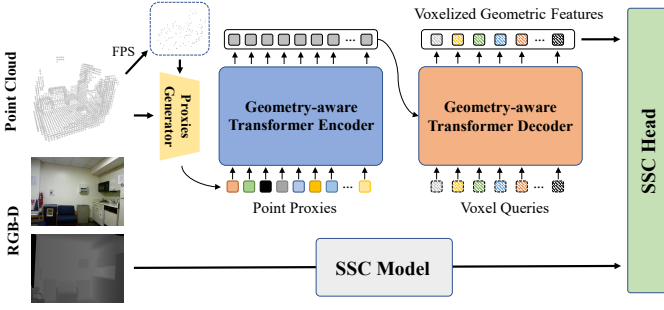 Point Cloud
FPS
Proxies
Generator
Geometry-aware
Transformer Encoder
...
...
Point Proxies
Voxelized Geometric Features
...
Geometry-aware
Transformer Decoder
...
Voxel Queries
RGB-D
SSC Model
SSC Head